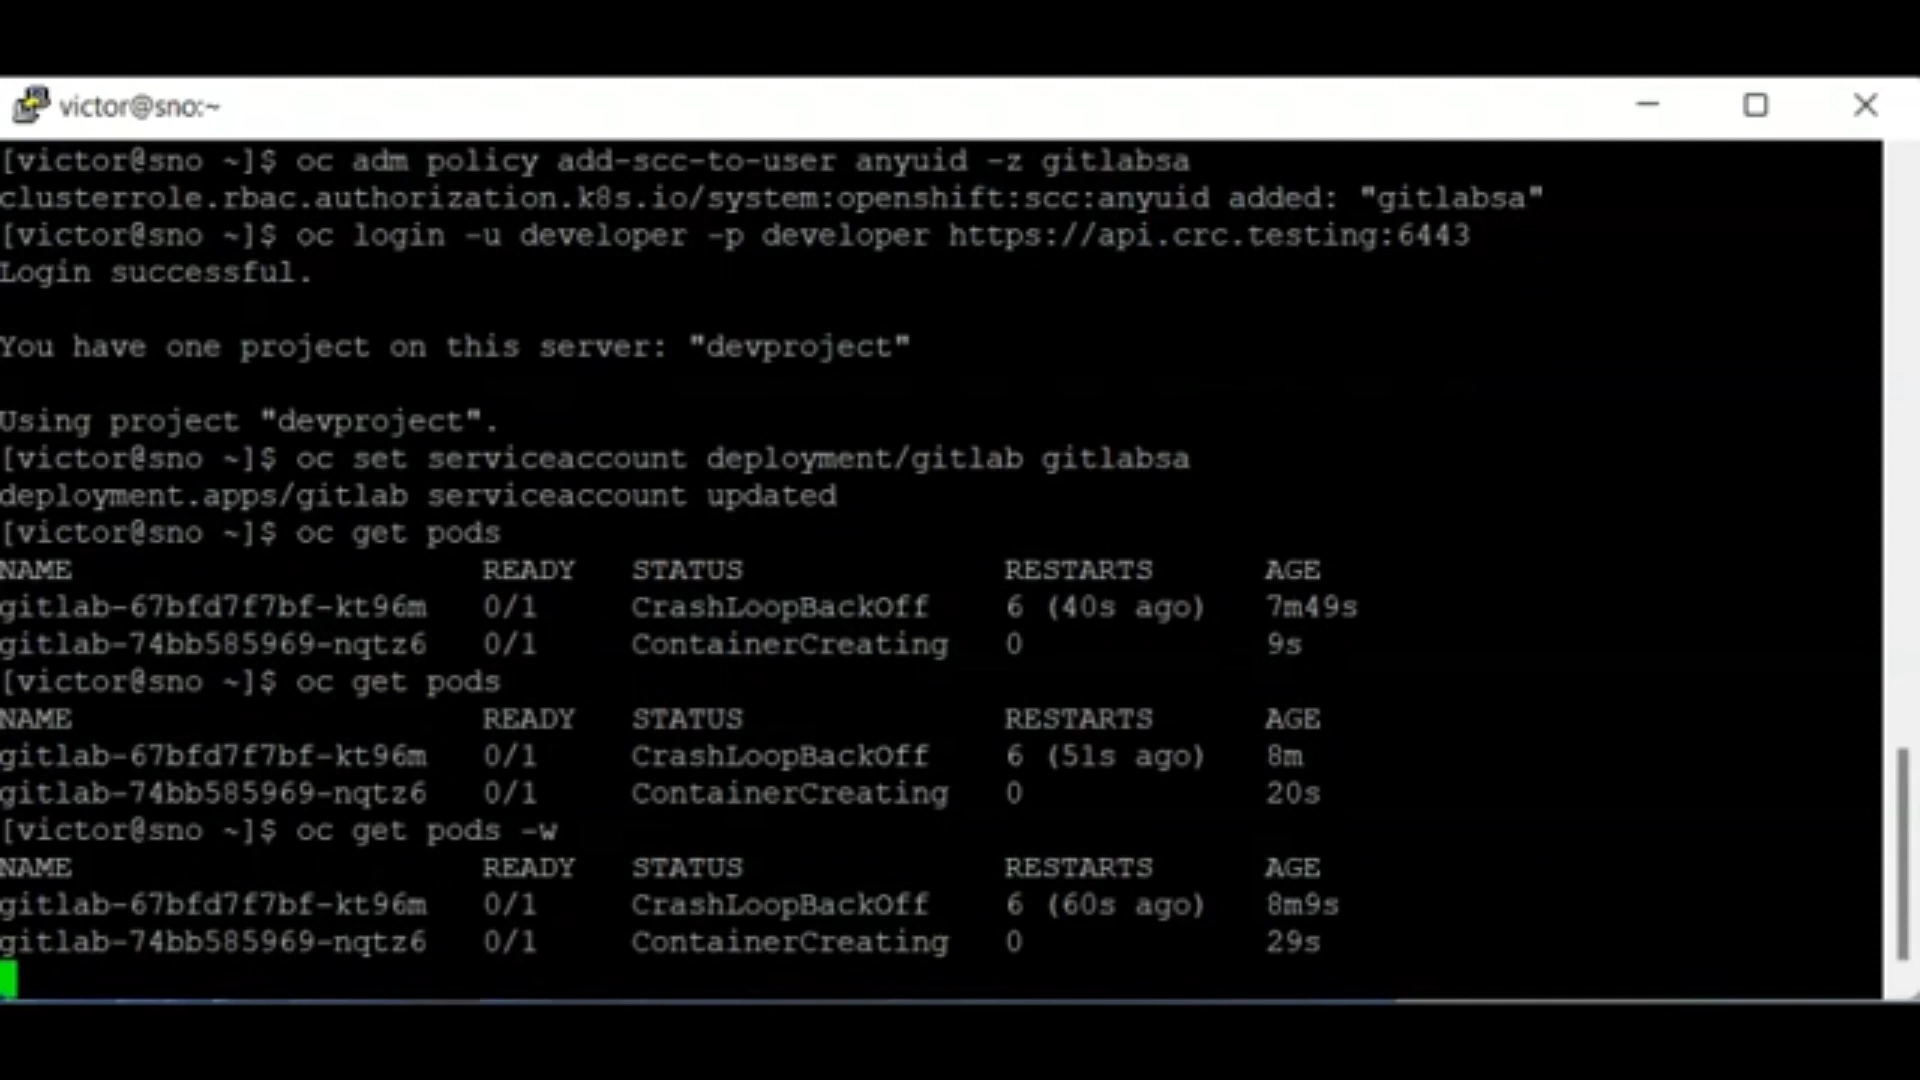 victor@sno:~
[victor@sno ~]$ oc adm policy add-scc-to-user anyuid -z gitlabsa
clusterrole.rbac.authorization.k8s.io/system:openshift:scc:anyuid added: "gitlabsa"
[victor@sno ~]$ oc login -u developer -p developer https://api.crc.testing:6443
Login successful.
You have one project on this server: "devproject"
Using project "devproject".
[victor@sno ~]$ oc set serviceaccount deployment/gitlab gitlabsa
deployment.apps/gitlab serviceaccount updated
[victor@sno ~]$ oc get pods
NAME READY STATUS RESTARTS AGE
gitlab-67bfd7f7bf-kt96m 0/1 CrashLoopBackOff 6 (40s ago) 7m49s
gitlab-74bb585969-nqtz6 0/1 ContainerCreating 0 9s
[victor@sno ~]$ oc get pods
NAME READY STATUS RESTARTS AGE
gitlab-67bfd7f7bf-kt96m 0/1 CrashLoopBackOff 6 (51s ago) 8m
gitlab-74bb585969-nqtz6 0/1 ContainerCreating 0 20s
[victor@sno ~]$ oc get pods -w
NAME READY STATUS RESTARTS AGE
gitlab-67bfd7f7bf-kt96m 0/1 CrashLoopBackOff 6 (60s ago) 8m9s
gitlab-74bb585969-nqtz6 0/1 ContainerCreating 0 29s